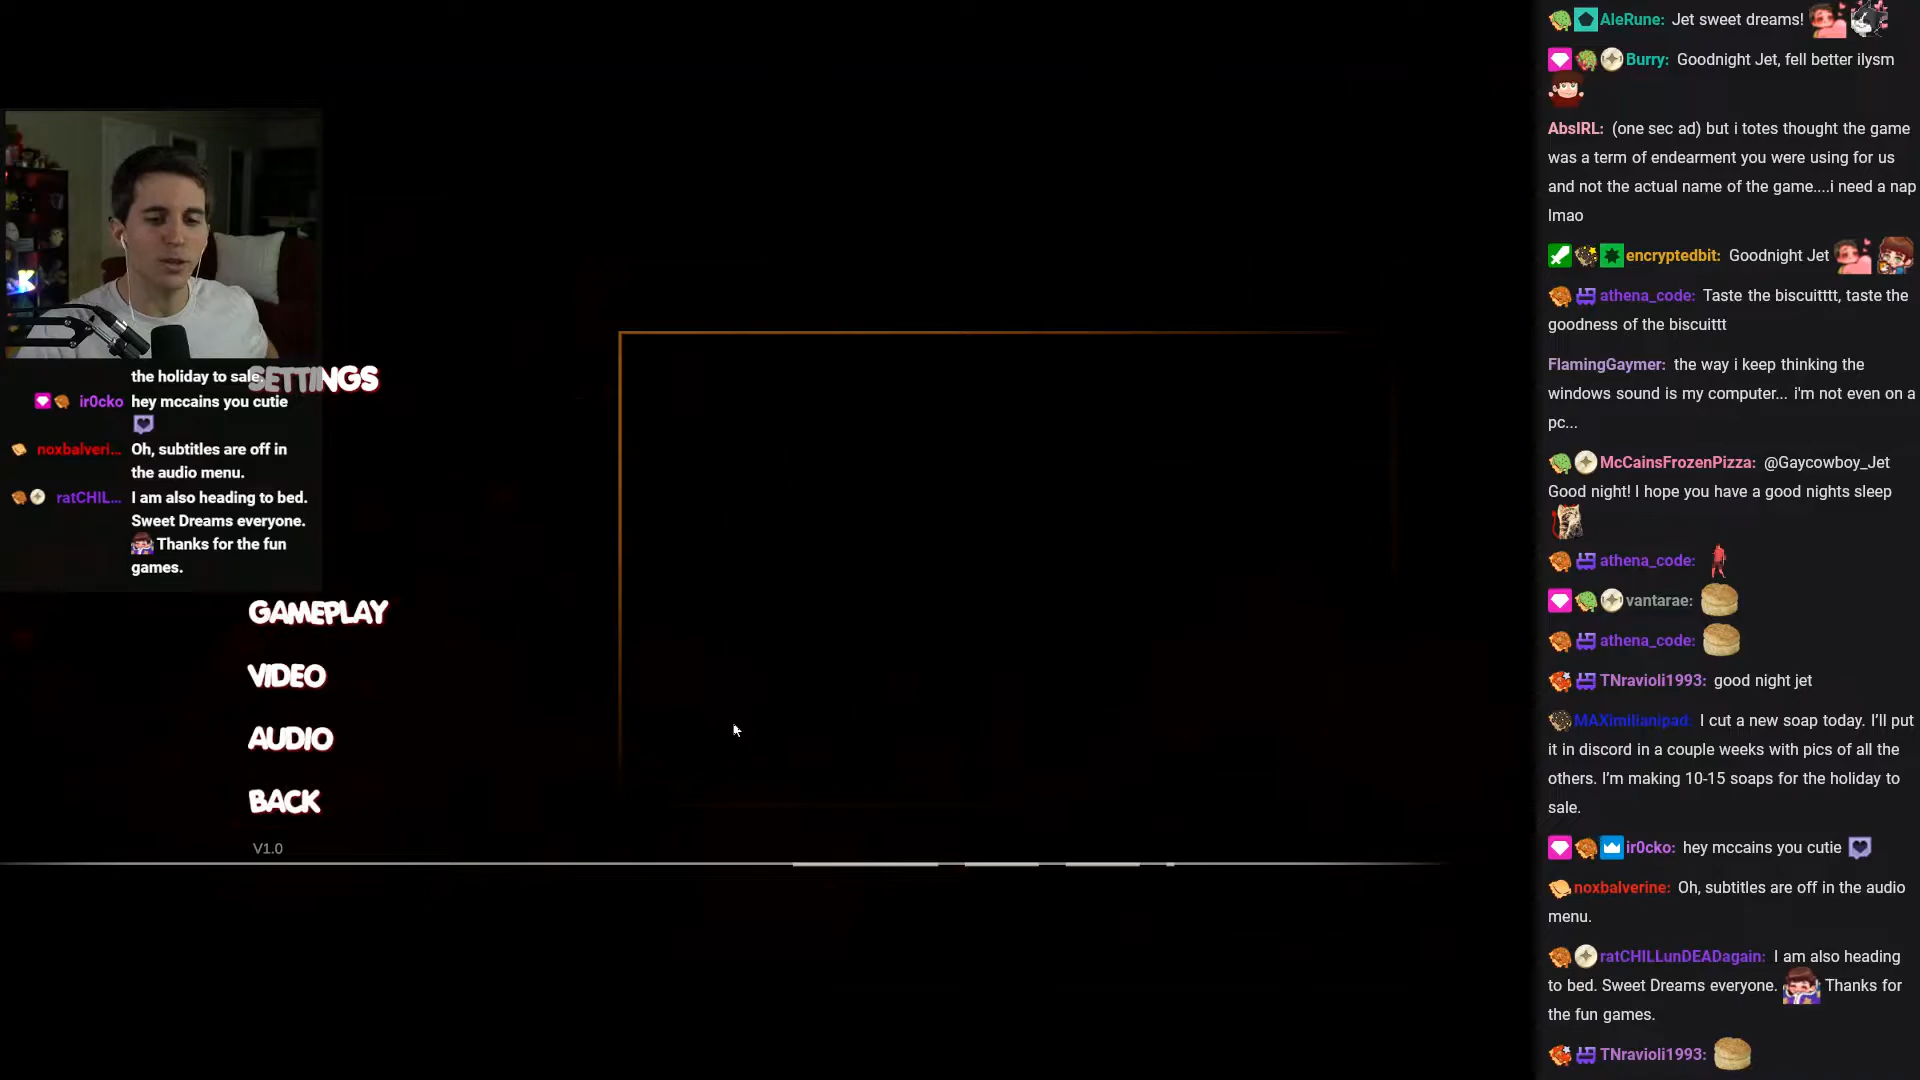 the holiday to sale.
ir0cko hey mccains you cutie
noxbalveri... Oh, subtitles are off in
the audio menu.
ratCHIL... I am also heading to bed.
Sweet Dreams everyone.
Thanks for the fun
games.
SETTINGS
GAMEPLAY
VIDEO
AUDIO
BACK
V1.0
AleRune: Jet sweet dreams!
Burry: Goodnight Jet, fell better ilysm
AbsIRL: (one sec ad) but i totes thought the game
was a term of endearment you were using for us
and not the actual name of the game....i need a nap
lmao
encryptedbit: Goodnight Jet
athena_code: Taste the biscuitttt, taste the
goodness of the biscuittt
FlamingGaymer: the way i keep thinking the
windows sound is my computer... i'm not even on a
pc...
McCainsFrozenPizza: @Gaycowboy_Jet
Good night! I hope you have a good nights sleep
athena_code:
vantarae:
athena_code:
TNravioli1993: good night jet
MAXimilianipad: I cut a new soap today. I’ll put
it in discord in a couple weeks with pics of all the
others. I’m making 10-15 soaps for the holiday to
sale.
ir0cko: hey mccains you cutie
noxbalverine: Oh, subtitles are off in the audio
menu.
ratCHILLunDEADagain: I am also heading
to bed. Sweet Dreams everyone. Thanks for
the fun games.
TNravioli1993: